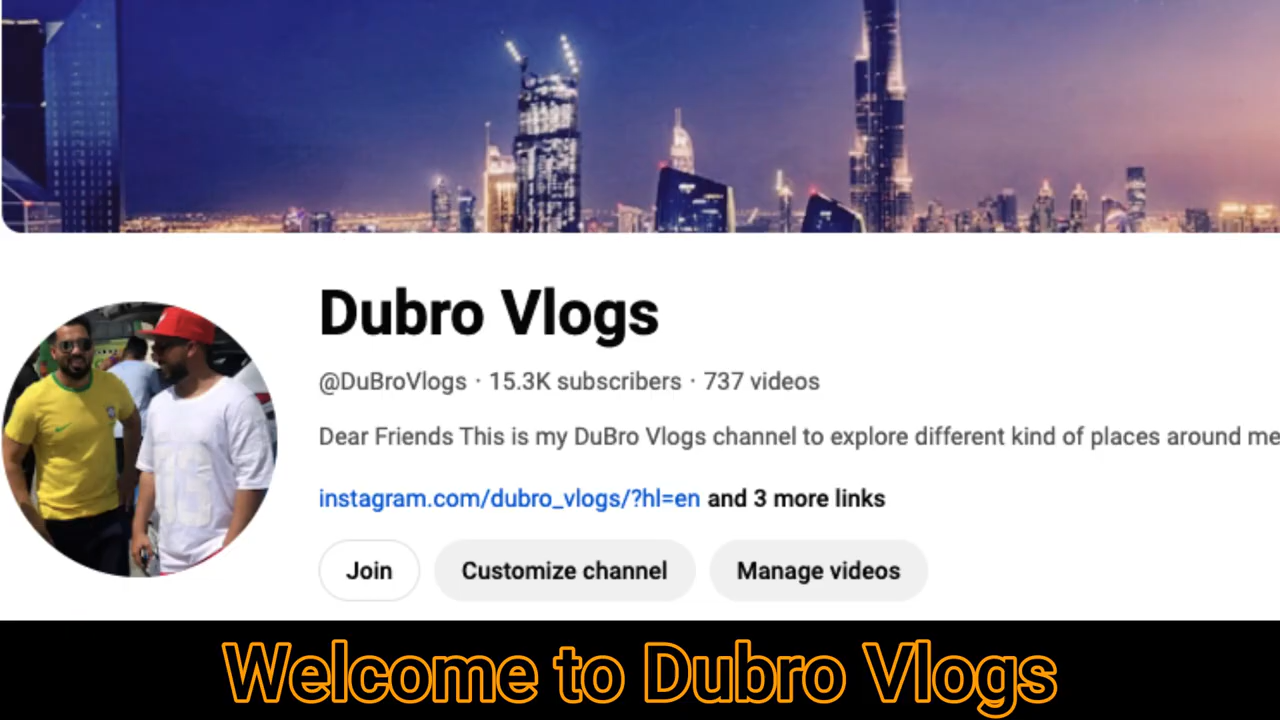 Dubro Vlogs
@DuBroVlogs · 15.3K subscribers · 737 videos
Dear Friends This is my DuBro Vlogs channel to explore different kind of places around me
instagram.com/dubro_vlogs/?hl=en and 3 more links
Join Customize channel Manage videos
Welcome to Dubro Vlogs